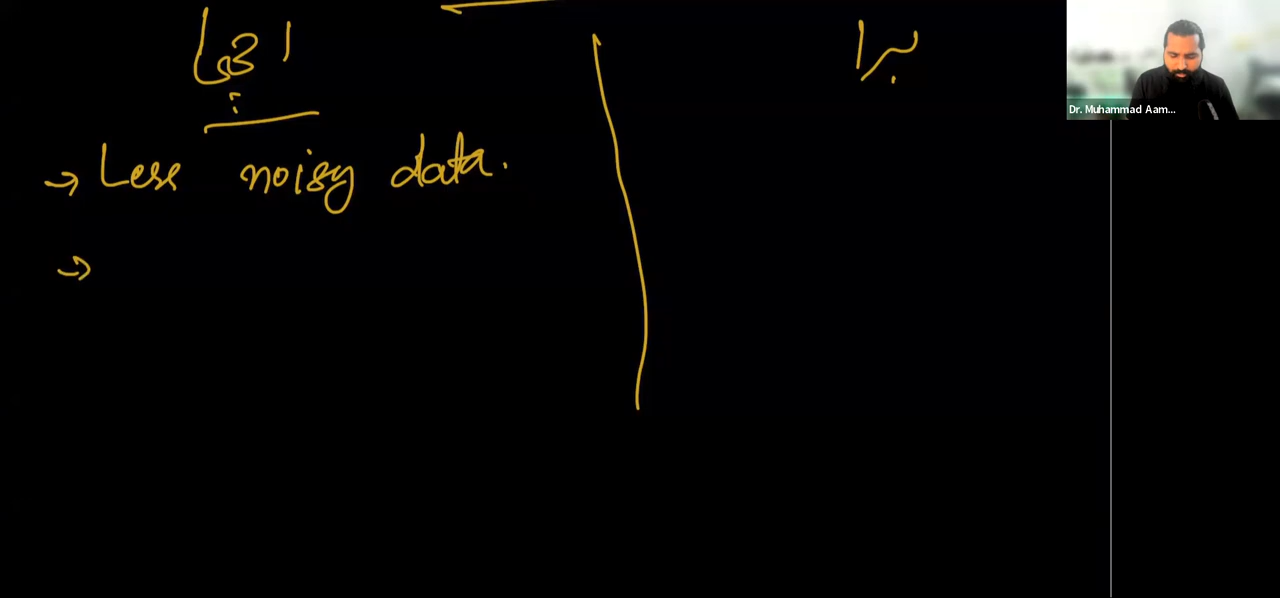 اچھا
برا
Dr. Muhammad Aam...
→ Less noisy data.
→